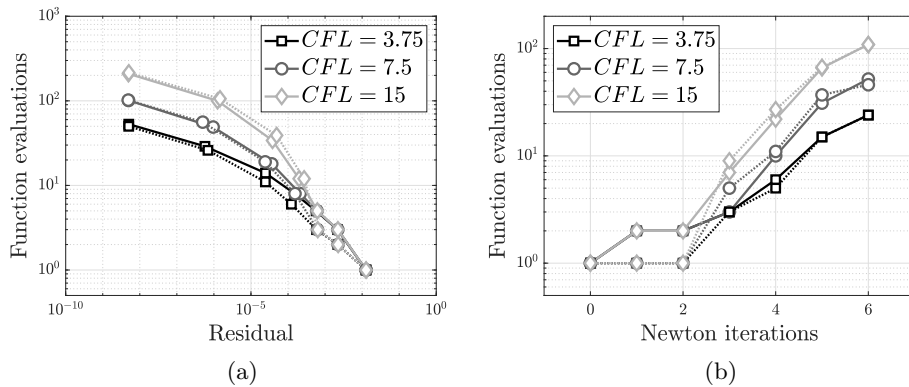 10^3
10^2
10^1
10^0
Function evaluations
CFL = 3.75
CFL = 7.5
CFL = 15
10^-10
10^-5
10^0
Residual
(a)
10^2
10^1
10^0
Function evaluations
CFL = 3.75
CFL = 7.5
CFL = 15
0
2
4
6
Newton iterations
(b)